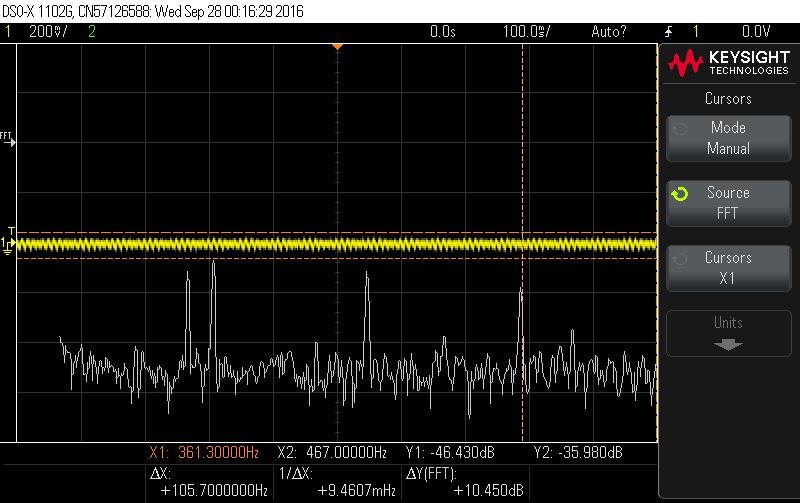 DSO-X 1102G, CN57126588: Wed Sep 28 00:16:29 2016
1 200℧/ 2 0.0s 100.0ms/ Auto? 1 0.0V
KEYSIGHT
TECHNOLOGIES
Cursors
Mode
Manual
FFT
Source
FFT
T
1
Cursors
X1
Units
X1: 361.30000Hz X2: 467.00000Hz Y1: -46.430dB Y2: -35.980dB
ΔX: 1/ΔX: ΔY(FFT):
+105.7000000Hz +9.4607mHz +10.450dB